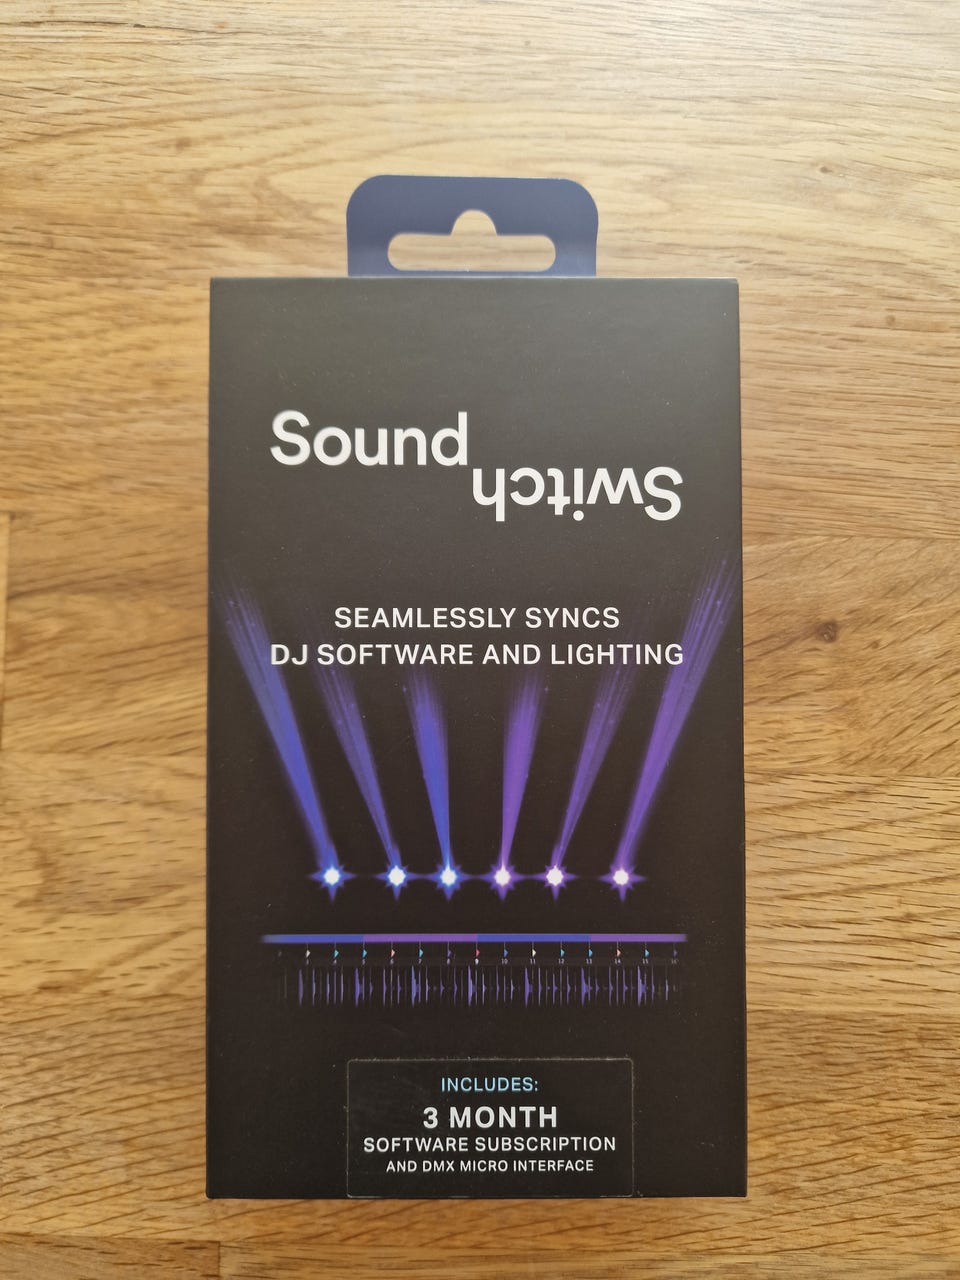 Sound
Switch
SEAMLESSLY SYNCS
DJ SOFTWARE AND LIGHTING
INCLUDES:
3 MONTH
SOFTWARE SUBSCRIPTION
AND DMX MICRO INTERFACE